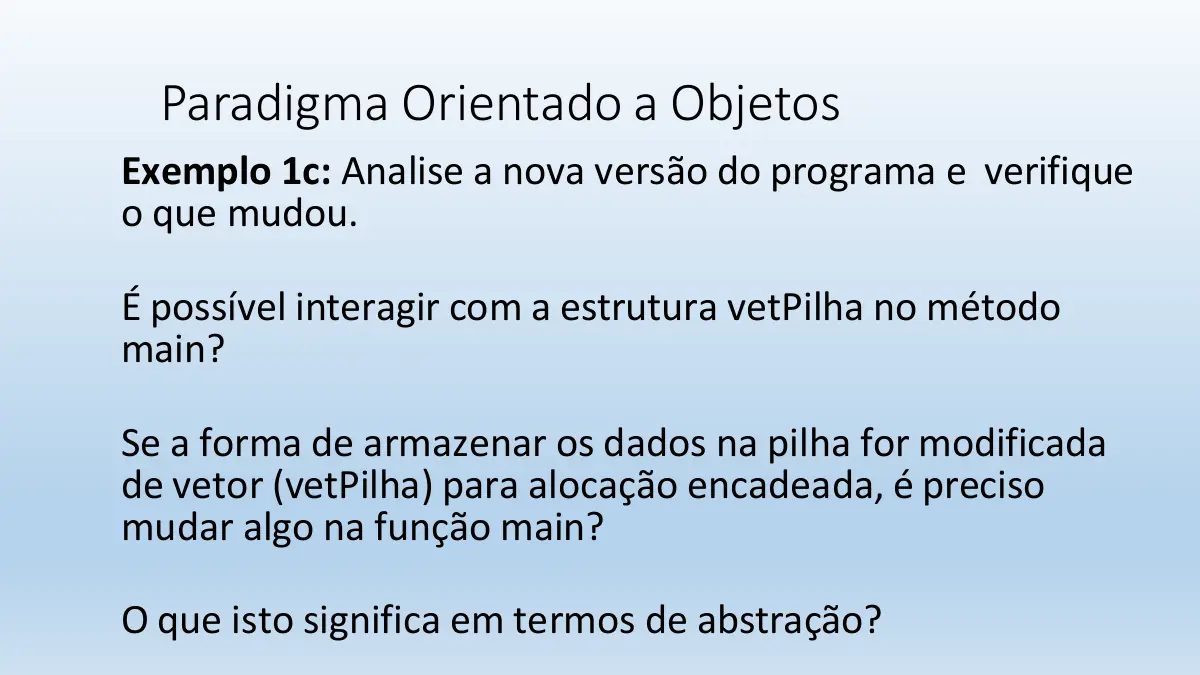 Paradigma Orientado a Objetos
Exemplo 1c: Analise a nova versão do programa e verifique
o que mudou.
É possível interagir com a estrutura vetPilha no método
main?
Se a forma de armazenar os dados na pilha for modificada
de vetor (vetPilha) para alocação encadeada, é preciso
mudar algo na função main?
O que isto significa em termos de abstração?